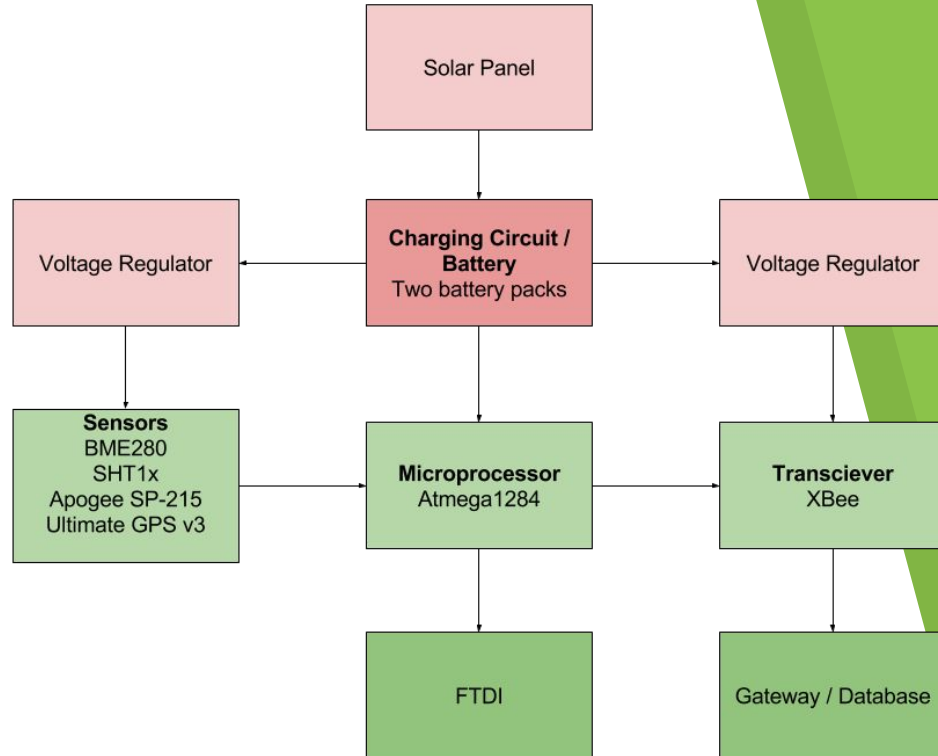 Solar Panel
Voltage Regulator
Charging Circuit /
Battery
Two battery packs
Voltage Regulator
Sensors
BME280
SHT1x
Apogee SP-215
Ultimate GPS v3
Microprocessor
Atmega1284
Transciever
XBee
FTDI
Gateway / Database